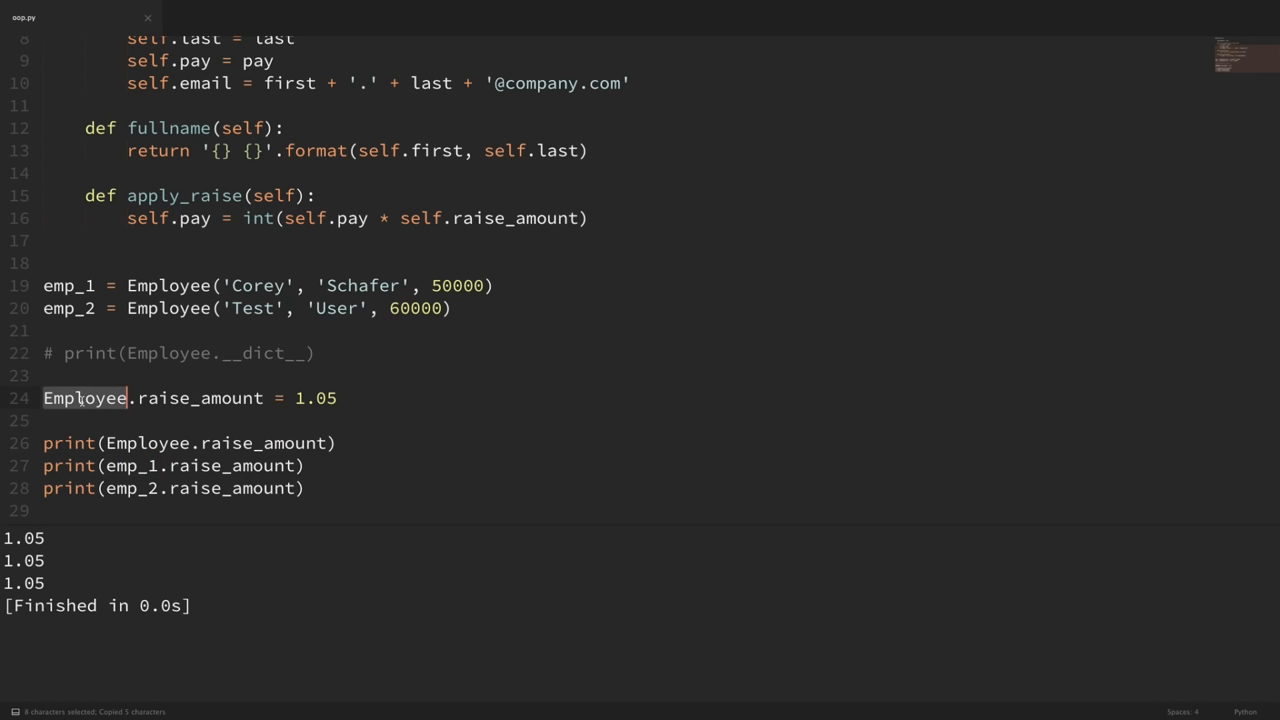 oop.py ×
8 self.last = last
9 self.pay = pay
10 self.email = first + '.' + last + '@company.com'
11
12 def fullname(self):
13 return '{} {}'.format(self.first, self.last)
14
15 def apply_raise(self):
16 self.pay = int(self.pay * self.raise_amount)
17
18
19 emp_1 = Employee('Corey', 'Schafer', 50000)
20 emp_2 = Employee('Test', 'User', 60000)
21
22 # print(Employee.__dict__)
23
24 Employee.raise_amount = 1.05
25
26 print(Employee.raise_amount)
27 print(emp_1.raise_amount)
28 print(emp_2.raise_amount)
29
1.05
1.05
1.05
[Finished in 0.0s]
8 characters selected; Copied 5 characters Spaces: 4 Python